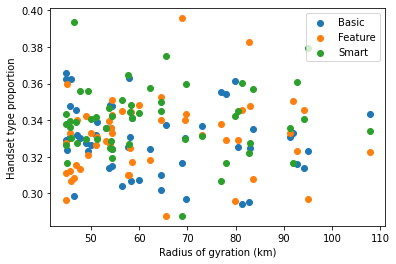 0.40
0.38
0.36
0.34
0.32
0.30
Handset type proportion
Basic
Feature
Smart
50 60 70 80 90 100 110
Radius of gyration (km)